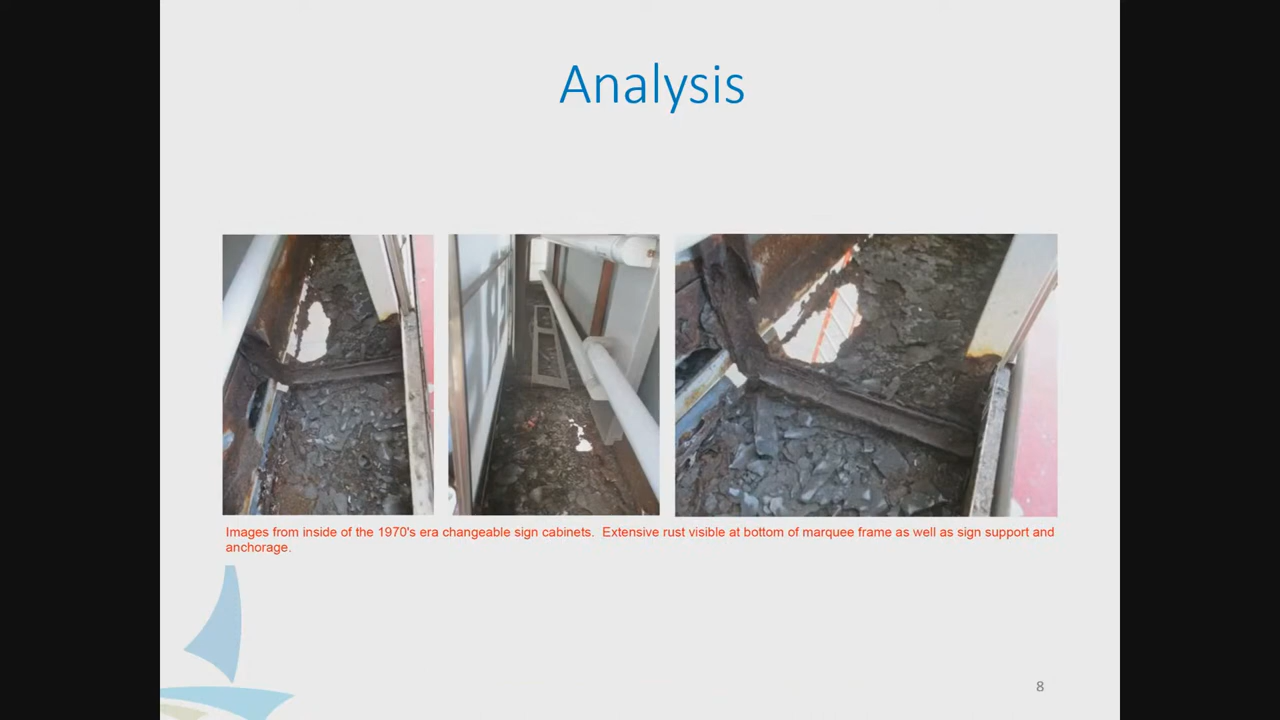 Analysis
Images from inside of the 1970's era changeable sign cabinets.  Extensive rust visible at bottom of marquee frame as well as sign support and
anchorage.
8